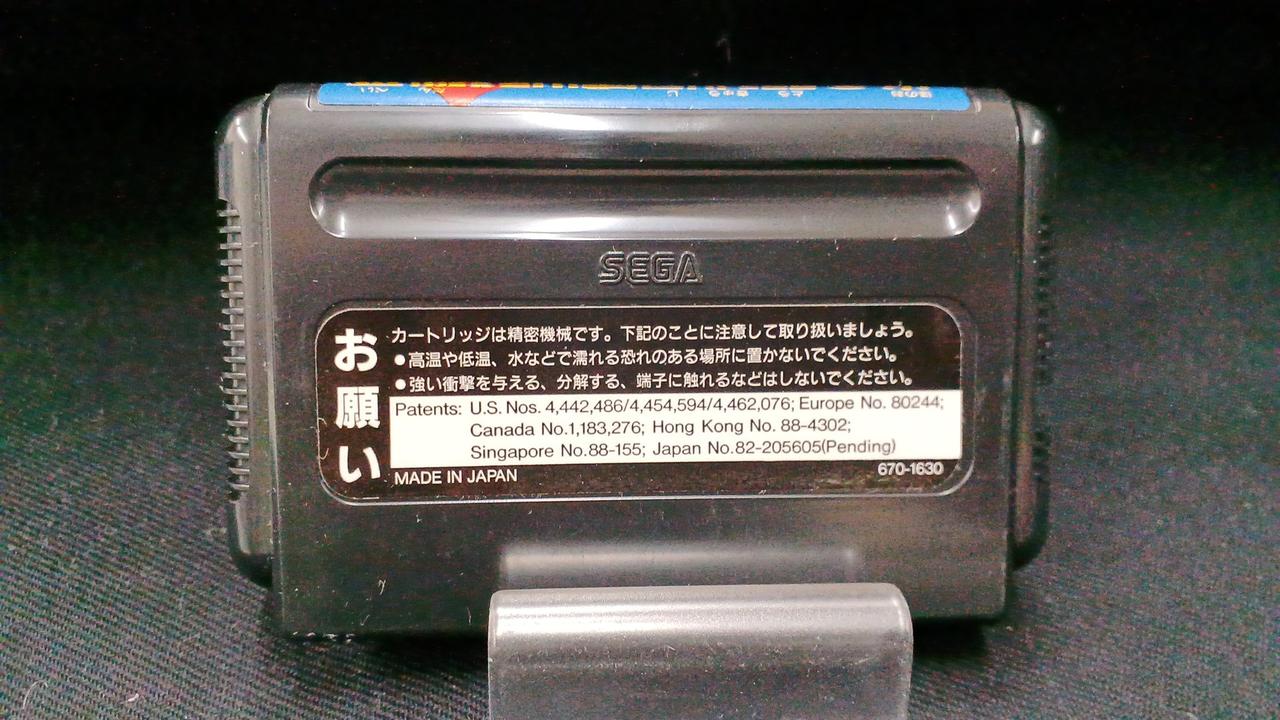 SEGA
お願い
カートリッジは精密機械です。下記のことに注意して取り扱いましょう。
●高温や低温、水などで濡れる恐れのある場所に置かないでください。
●強い衝撃を与える、分解する、端子に触れるなどはしないでください。
Patents: U.S. Nos. 4,442,486/4,454,594/4,462,076; Europe No. 80244;
Canada No.1,183,276; Hong Kong No. 88-4302;
Singapore No.88-155; Japan No.82-205605(Pending)
MADE IN JAPAN
670-1630